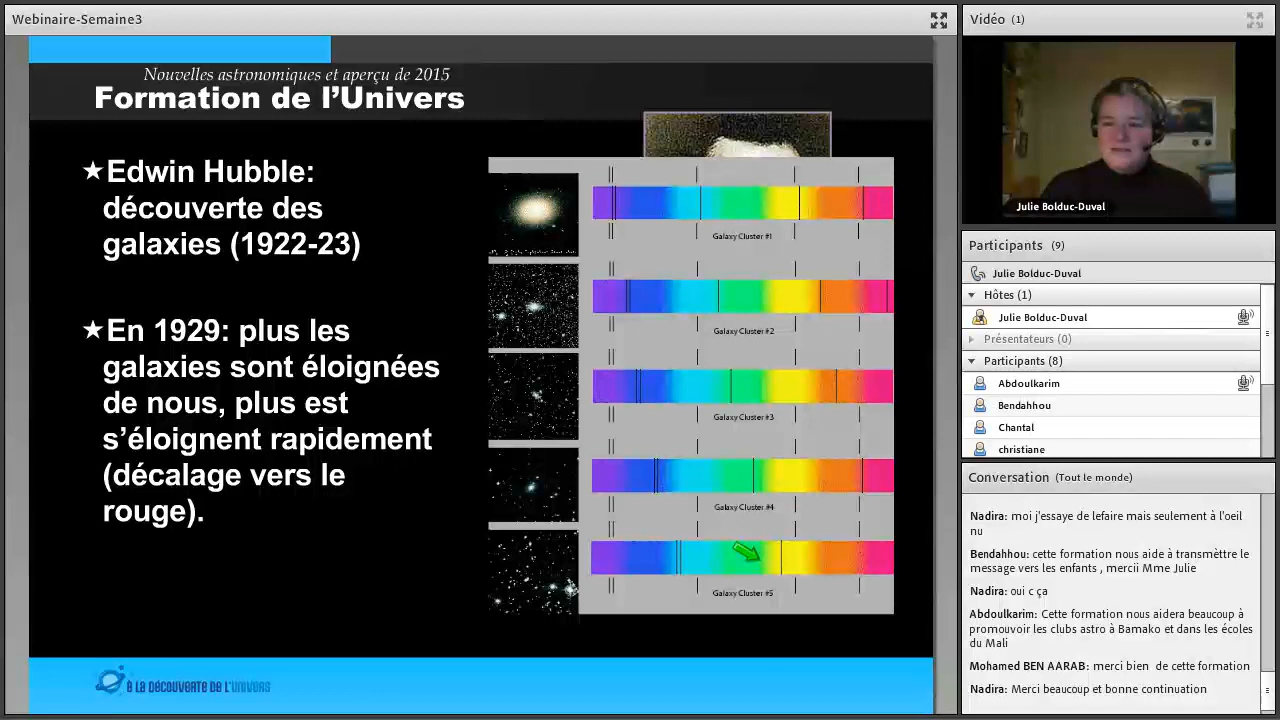 Webinaire-Semaine3
Nouvelles astronomiques et aperçu de 2015
Formation de l'Univers
★Edwin Hubble:
découverte des
galaxies (1922-23)
★En 1929: plus les
galaxies sont éloignées
de nous, plus est
s'éloignent rapidement
(décalage vers le
rouge).
Galaxy Cluster #1
Galaxy Cluster #2
Galaxy Cluster #3
Galaxy Cluster #4
Galaxy Cluster #5
À LA DÉCOUVERTE DE L'UNIVERS
Vidéo (1)
Julie Bolduc-Duval
Participants (9)
Julie Bolduc-Duval
Hôtes (1)
Julie Bolduc-Duval
Présentateurs (0)
Participants (8)
Abdoulkarim
Bendahhou
Chantal
christiane
Conversation (Tout le monde)
Nadira: moi j'essaye de lefaire mais seulement à l'oeil
nu
Bendahhou: cette formation nous aide à transmèttre le
message vers les enfants , mercii Mme Julie
Nadira: oui c ça
Abdoulkarim: Cette formation nous aidera beaucoup à
promouvoir les clubs astro à Bamako et dans les écoles
du Mali
Mohamed BEN AARAB: merci bien de cette formation
Nadira: Merci beaucoup et bonne continuation